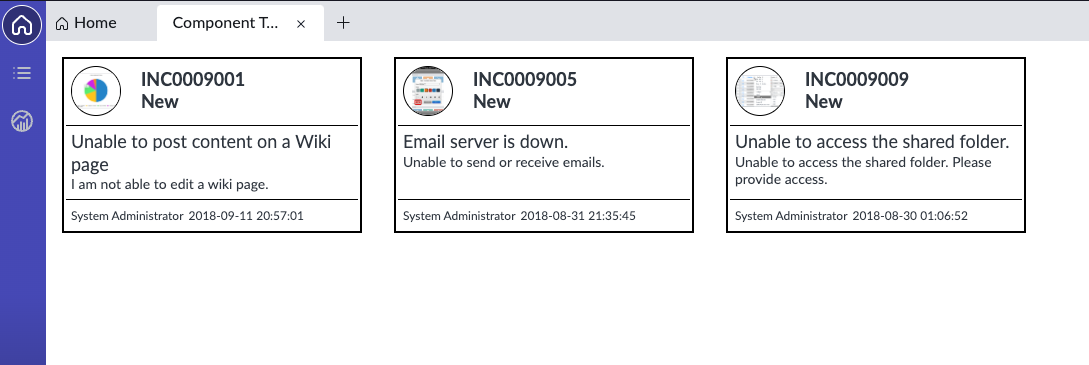 Home
Component T...
INC0009001
New
Unable to post content on a Wiki
page
I am not able to edit a wiki page.
System Administrator 2018-09-11 20:57:01
INC0009005
New
Email server is down.
Unable to send or receive emails.
System Administrator 2018-08-31 21:35:45
INC0009009
New
Unable to access the shared folder.
Unable to access the shared folder. Please
provide access.
System Administrator 2018-08-30 01:06:52